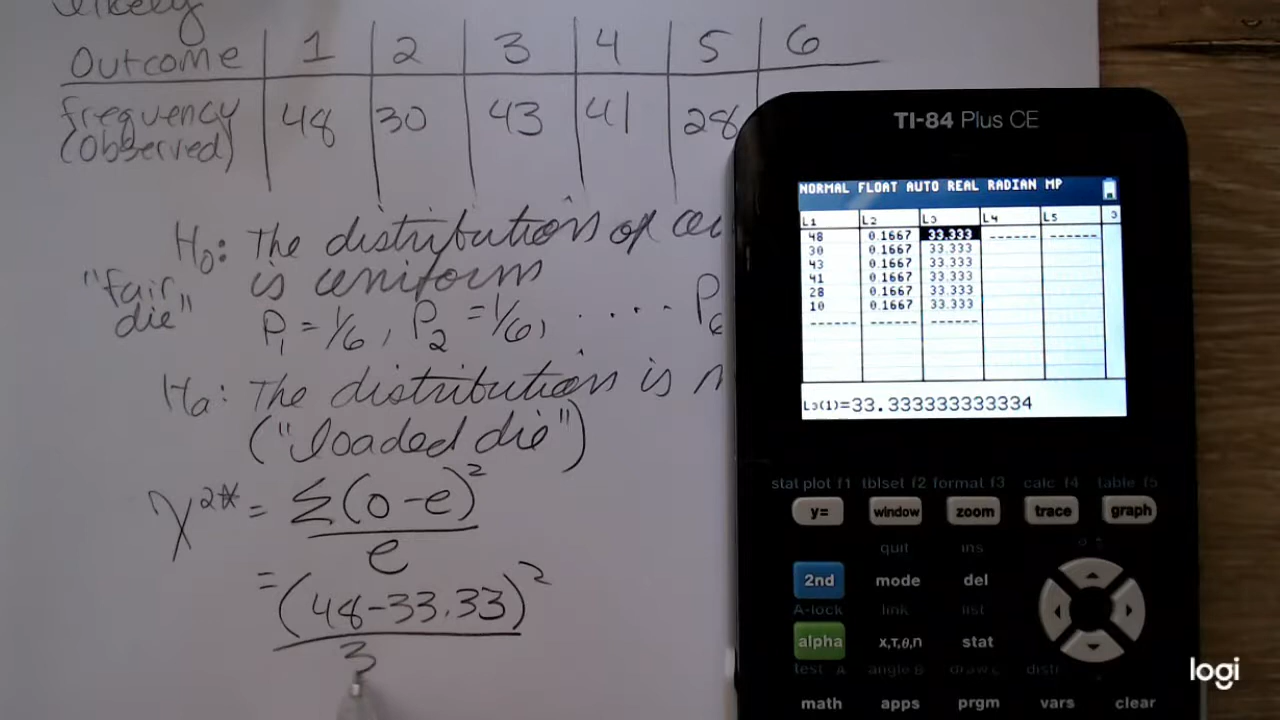 likely
Outcome 1 2 3 4 5 6
frequency 48 30 43 41 28
(Observed)
H₀: The distribution of
"fair die" is uniform
P₁ = 1/6, P₂ = 1/6, .... P₆
Hₐ: The distribution is
("loaded die")
χ²* = Σ(o-e)²
e
= (48-33.33)²
3
TI-84 Plus CE
NORMAL FLOAT AUTO REAL RADIAN MP
L1 L2 L3 L4 L5 3
48 0.1667 33.333 ------ ------
30 0.1667 33.333
43 0.1667 33.333
41 0.1667 33.333
28 0.1667 33.333
10 0.1667 33.333
------ ------ ------
L3(1)=33.333333333334
stat plot f1 tblset f2 format f3 calc f4 table f5
y= window zoom trace graph
quit ins
2nd mode del
A-lock link list
alpha x,T,θ,n stat
test A angle B draw C distr
math apps prgm vars clear
logi